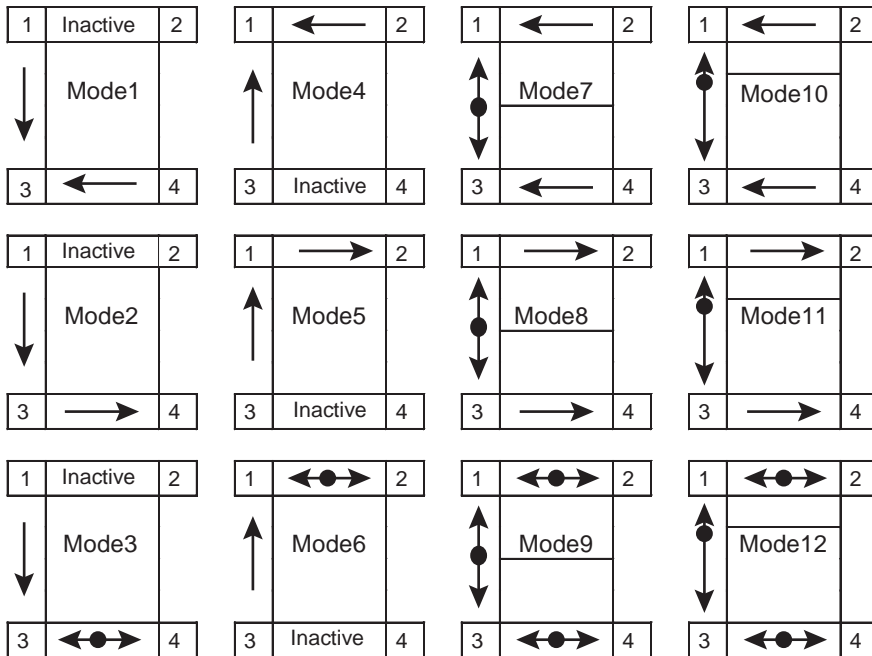 1 Inactive 2 1 2 1 2 1 2
Mode1 Mode4 Mode7 Mode10
3 4 3 Inactive 4 3 4 3 4
1 Inactive 2 1 2 1 2 1 2
Mode2 Mode5 Mode8 Mode11
3 4 3 Inactive 4 3 4 3 4
1 Inactive 2 1 2 1 2 1 2
Mode3 Mode6 Mode9 Mode12
3 4 3 Inactive 4 3 4 3 4